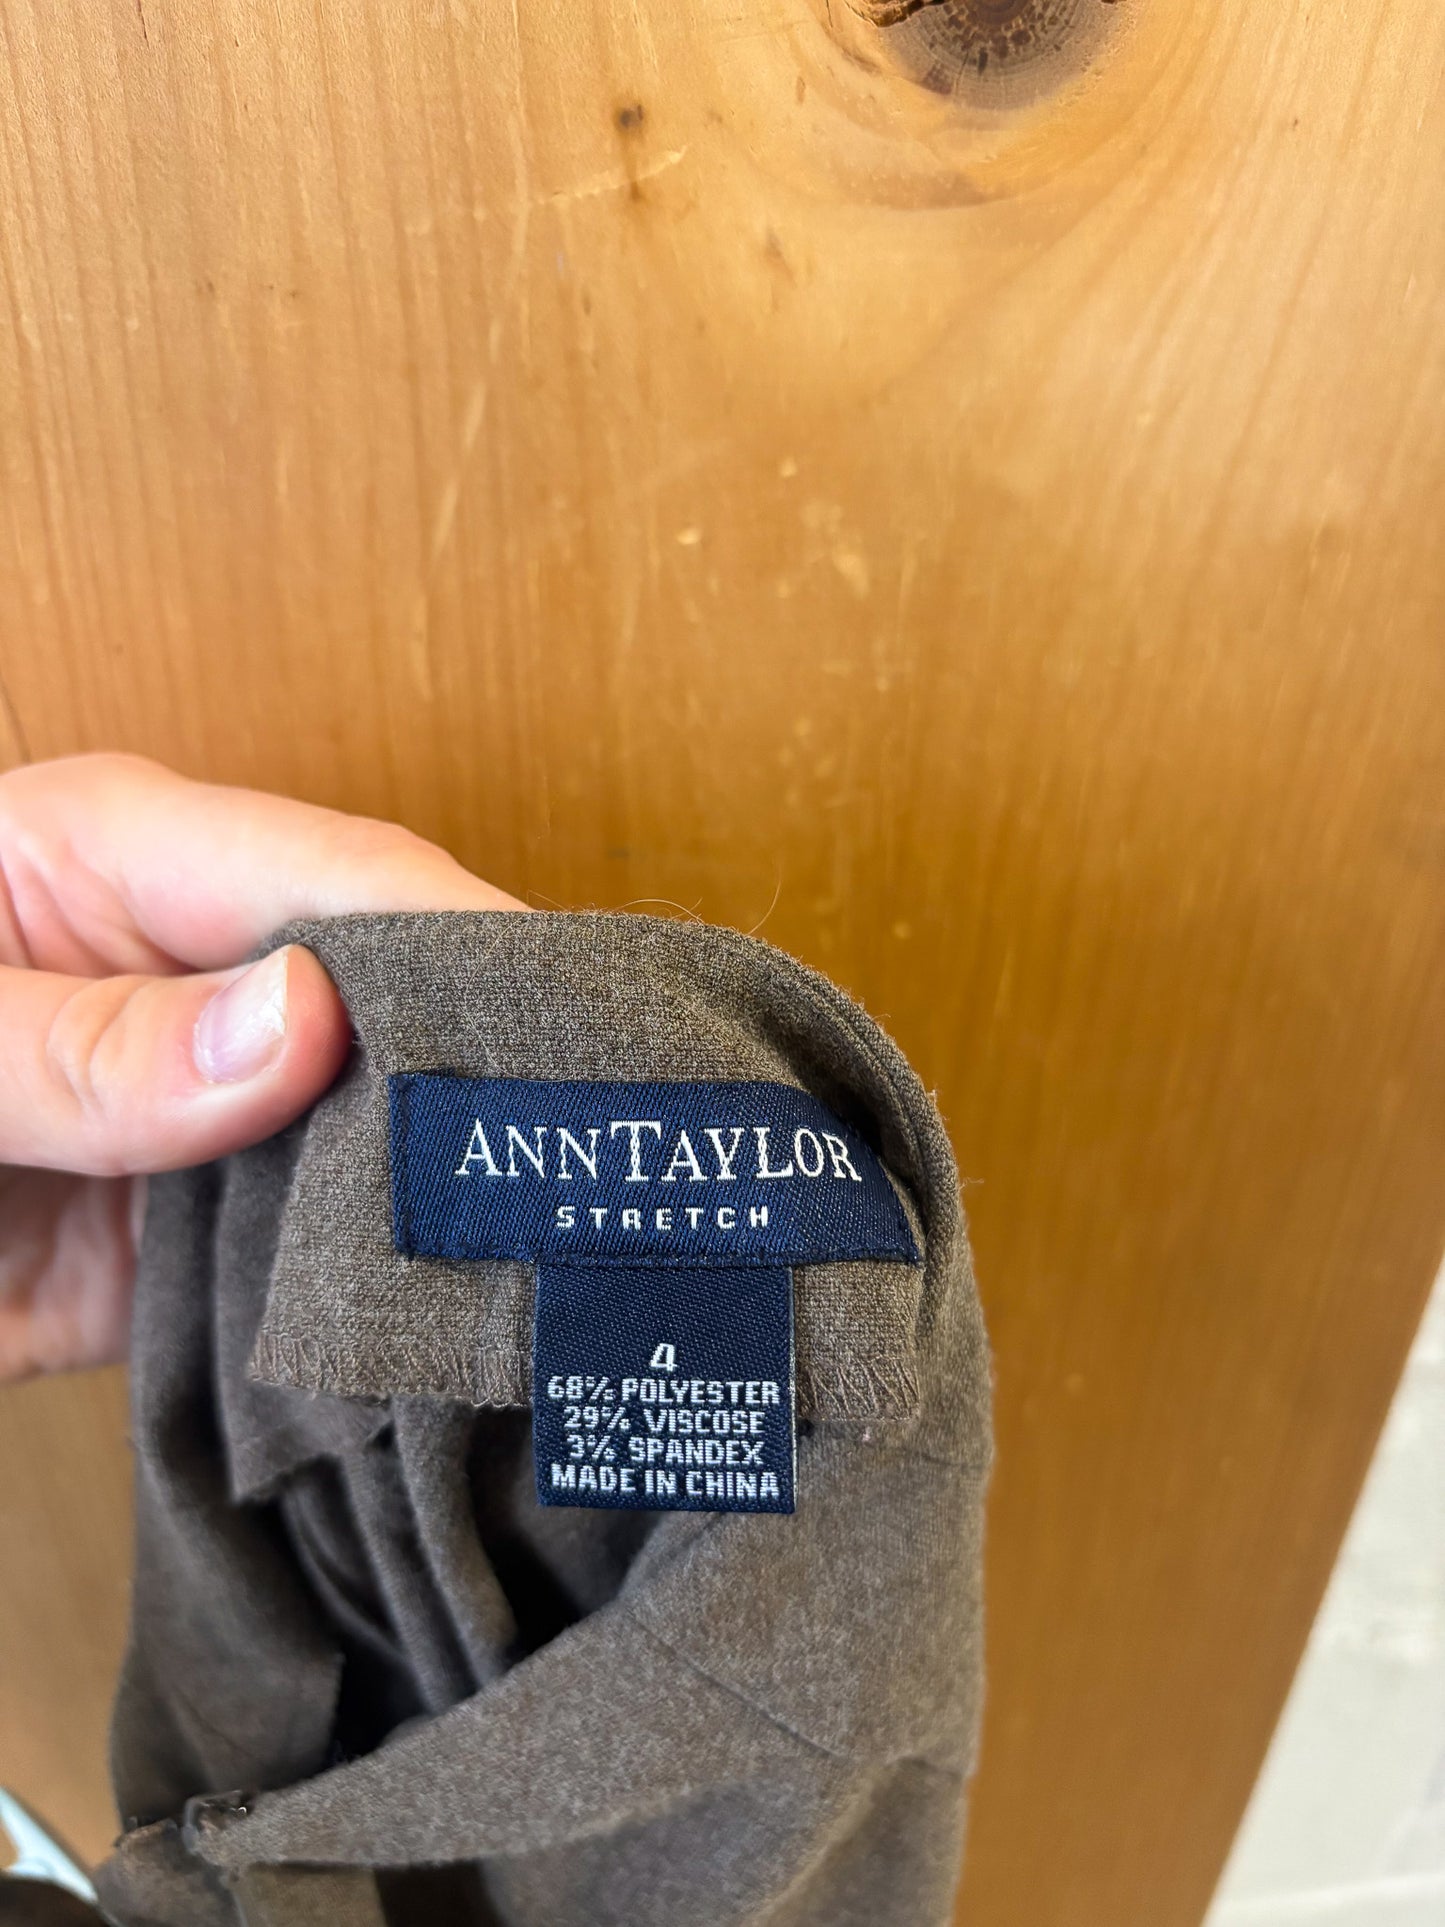 ANNTAYLOR
STRETCH
4
68% POLYESTER
29% VISCOSE
3% SPANDEX
MADE IN CHINA